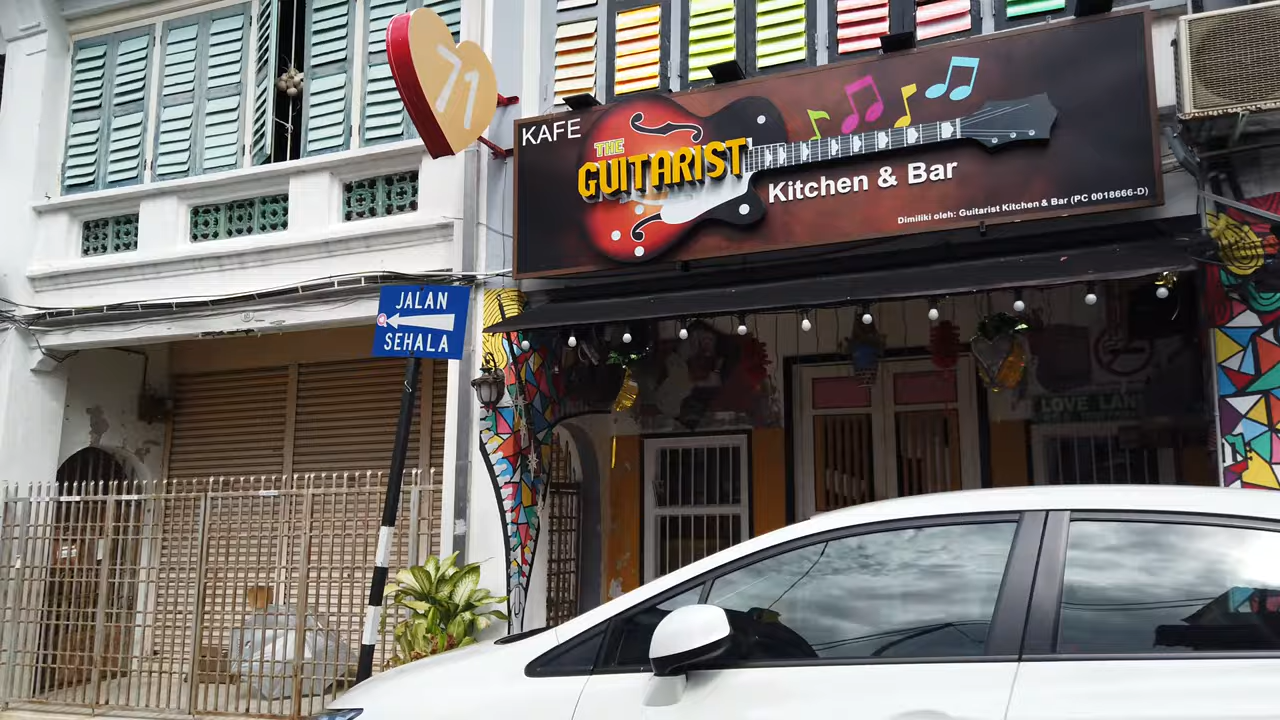 71
KAFE
THE
GUITARIST
Kitchen & Bar
Dimiliki oleh: Guitarist Kitchen & Bar (PC 0018666-D)
JALAN
SEHALA
LOVE LAN